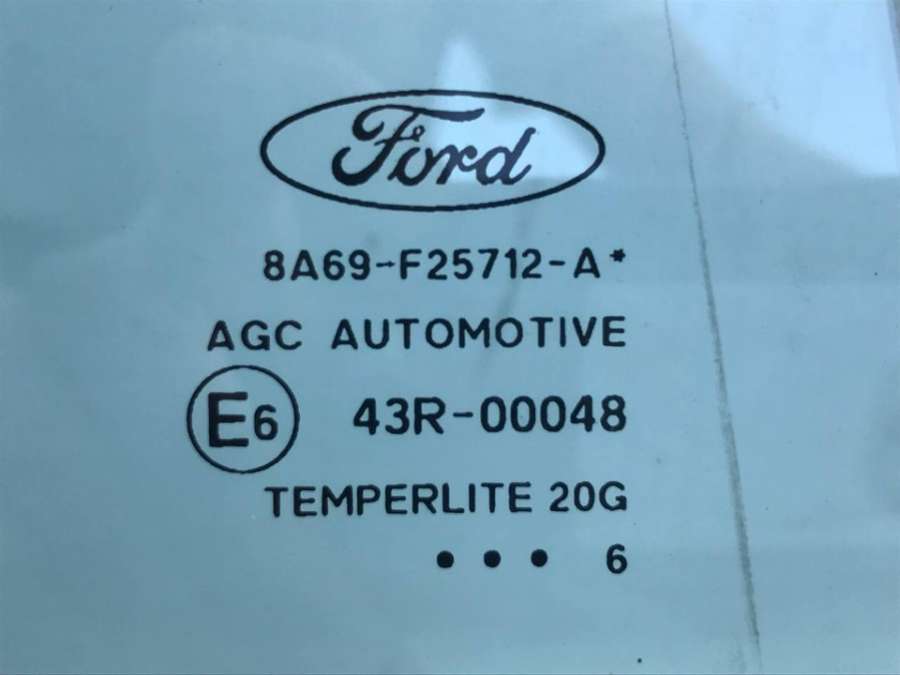 Ford
8A69-F25712-A*
AGC AUTOMOTIVE
E6 43R-00048
TEMPERLITE 20G
• • • 6